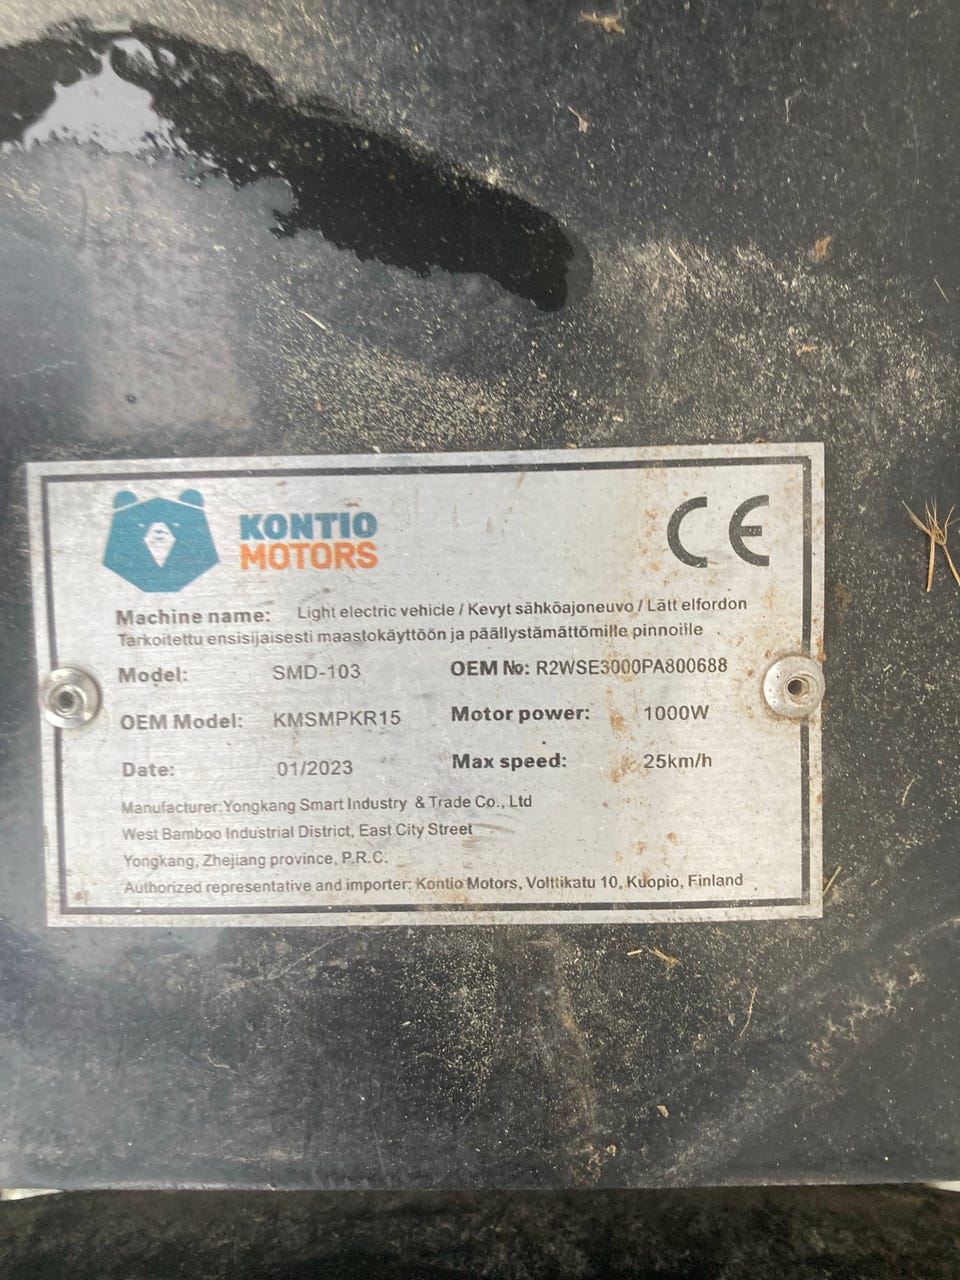 KONTIO
MOTORS
CE
Machine name: Light electric vehicle / Kevyt sähköajoneuvo / Lätt elfordon
Tarkoitettu ensisijaisesti maastokäyttöön ja päällystämättömille pinnoille
Model: SMD-103 OEM No: R2WSE3000PA800688
OEM Model: KMSMPKR15 Motor power: 1000W
Date: 01/2023 Max speed: 25km/h
Manufacturer:Yongkang Smart Industry & Trade Co., Ltd
West Bamboo Industrial District, East City Street
Yongkang, Zhejiang province, P.R.C.
Authorized representative and importer: Kontio Motors, Volttikatu 10, Kuopio, Finland